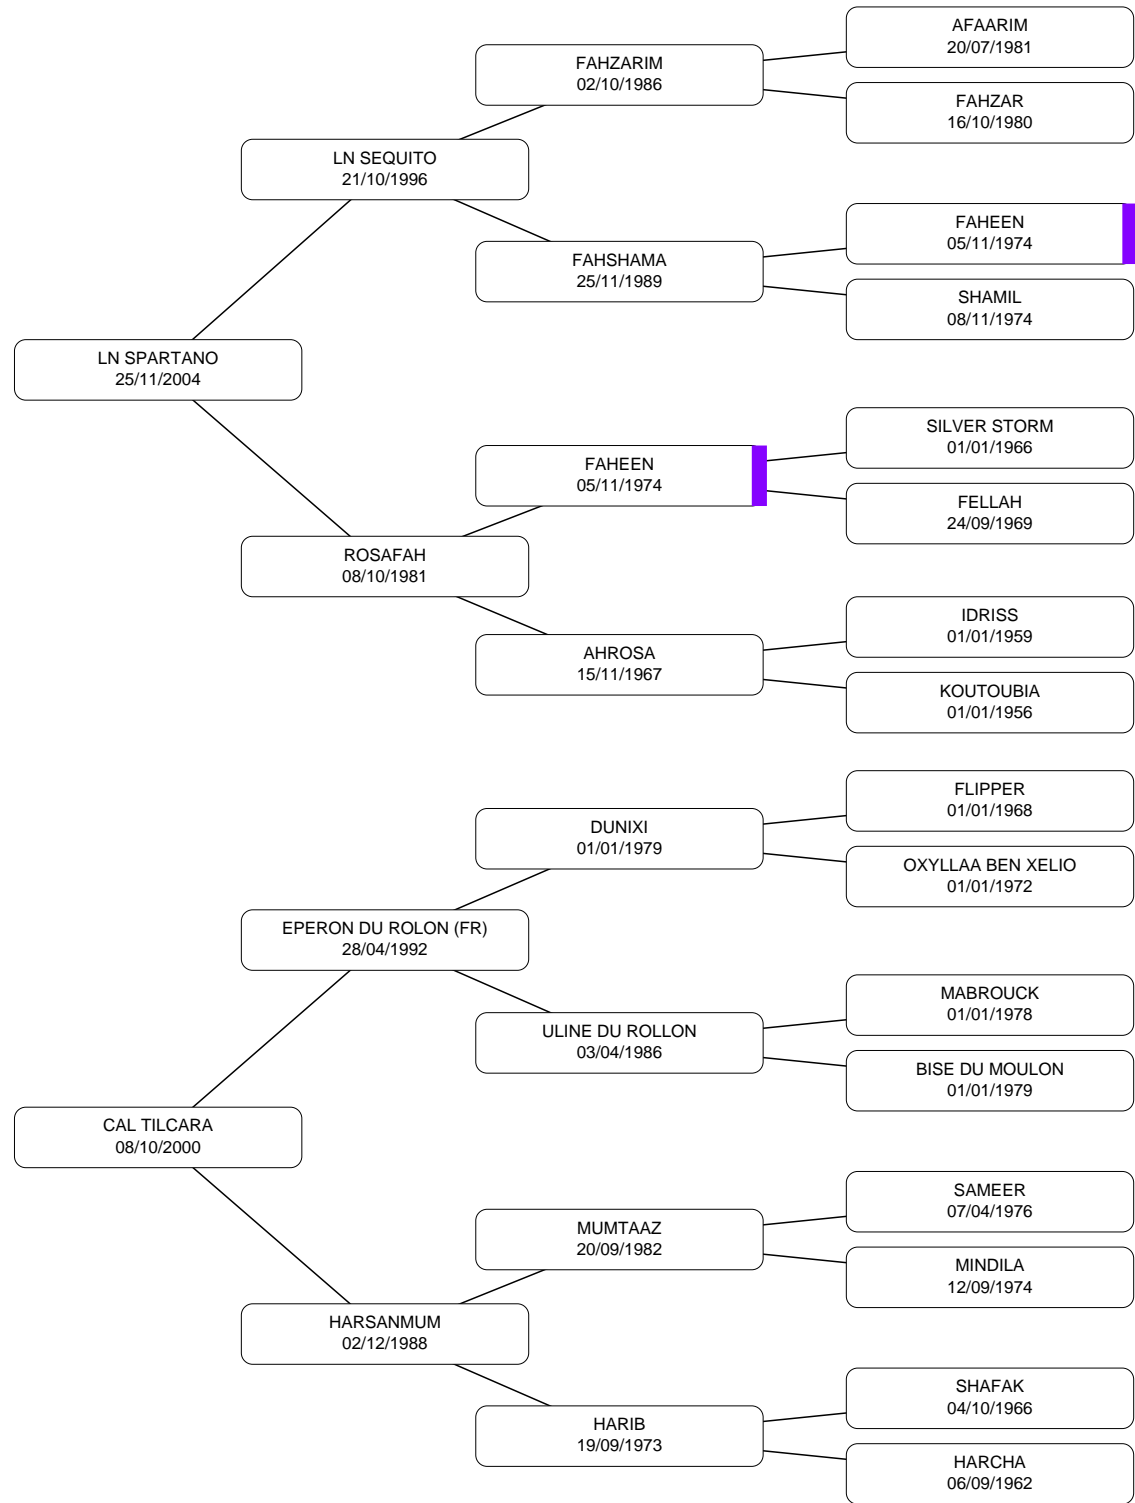 AFAARIM
20/07/1981
FAHZARIM
02/10/1986
FAHZAR
16/10/1980
LN SEQUITO
21/10/1996
FAHEEN
05/11/1974
FAHSHAMA
25/11/1989
SHAMIL
08/11/1974
LN SPARTANO
25/11/2004
SILVER STORM
01/01/1966
FAHEEN
05/11/1974
FELLAH
24/09/1969
ROSAFAH
08/10/1981
IDRISS
01/01/1959
AHROSA
15/11/1967
KOUTOUBIA
01/01/1956
FLIPPER
01/01/1968
DUNIXI
01/01/1979
OXYLLAA BEN XELIO
01/01/1972
EPERON DU ROLON (FR)
28/04/1992
MABROUCK
01/01/1978
ULINE DU ROLLON
03/04/1986
BISE DU MOULON
01/01/1979
CAL TILCARA
08/10/2000
SAMEER
07/04/1976
MUMTAAZ
20/09/1982
MINDILA
12/09/1974
HARSANMUM
02/12/1988
SHAFAK
04/10/1966
HARIB
19/09/1973
HARCHA
06/09/1962